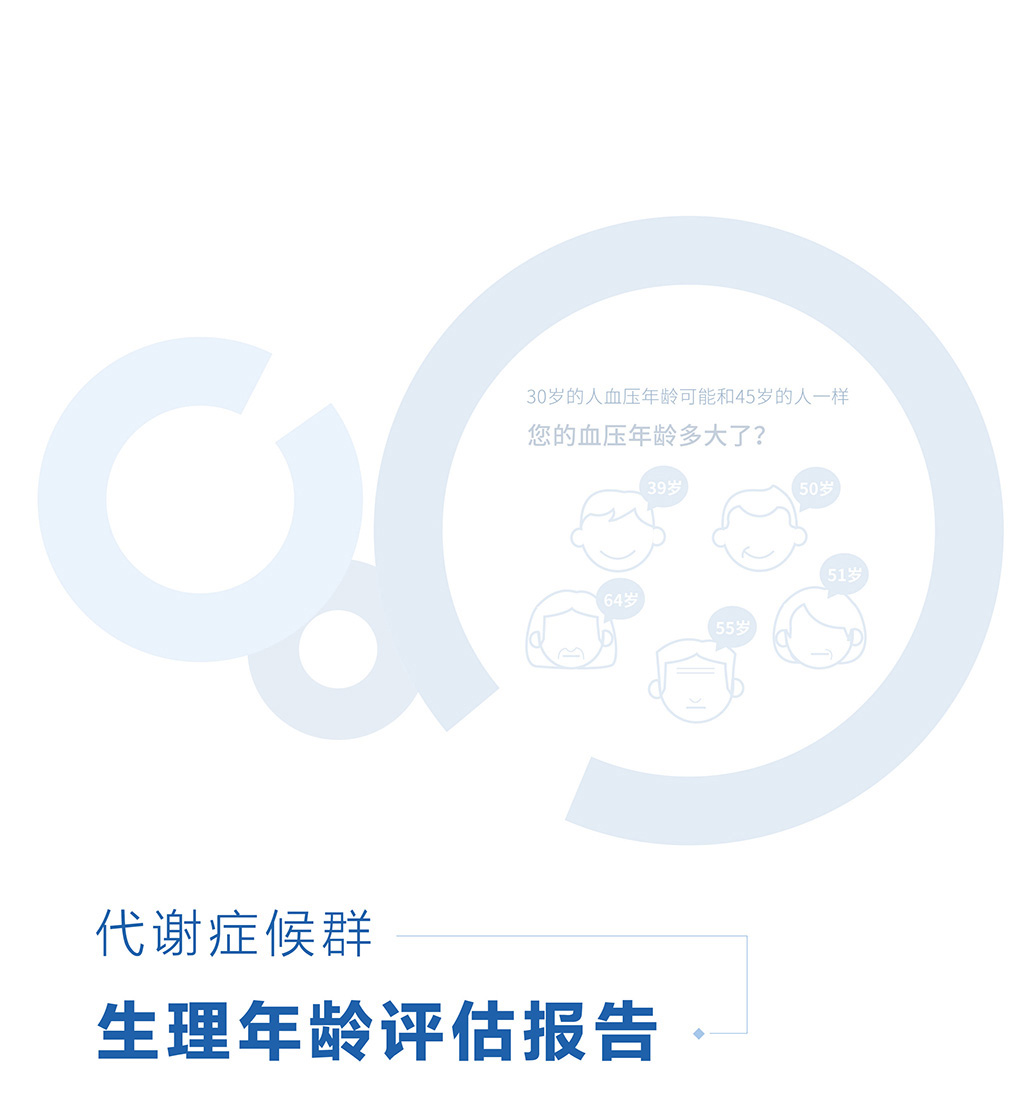 30岁的人血压年龄可能和45岁的人一样
您的血压年龄多大了?
39岁
50岁
51岁
64岁
55岁
代谢症候群
生理年龄评估报告